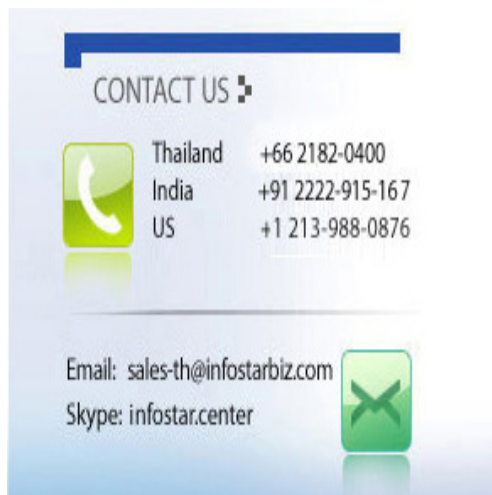 CONTACT US
Thailand +66 2182-0400
India +91 2222-915-167
US +1 213-988-0876
Email: sales-th@infostarbiz.com
Skype: infostar.center